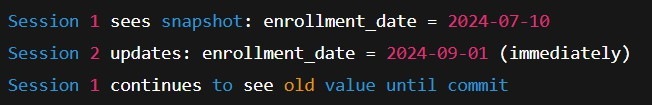 Session 1 sees snapshot: enrollment_date = 2024-07-10
Session 2 updates: enrollment_date = 2024-09-01 (immediately)
Session 1 continues to see old value until commit